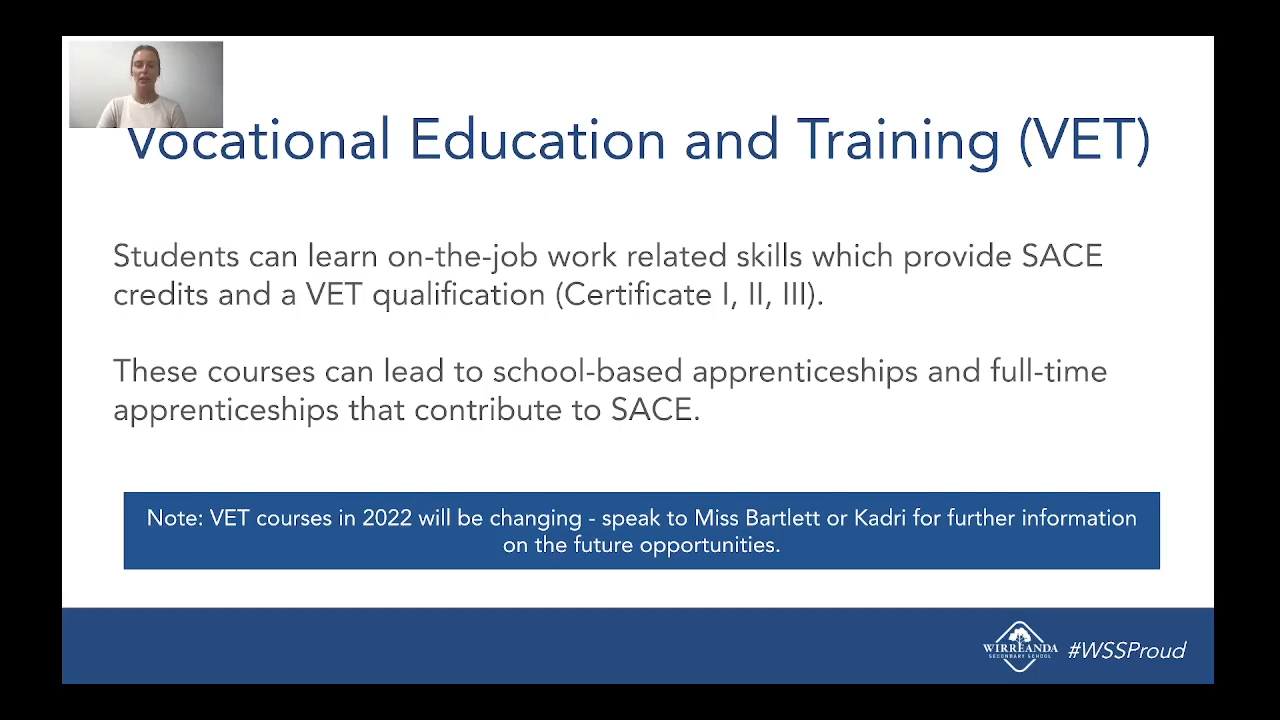 Vocational Education and Training (VET)
Students can learn on-the-job work related skills which provide SACE
credits and a VET qualification (Certificate I, II, III).
These courses can lead to school-based apprenticeships and full-time
apprenticeships that contribute to SACE.
Note: VET courses in 2022 will be changing - speak to Miss Bartlett or Kadri for further information
on the future opportunities.
WIRREANDA
SECONDARY SCHOOL
#WSSProud